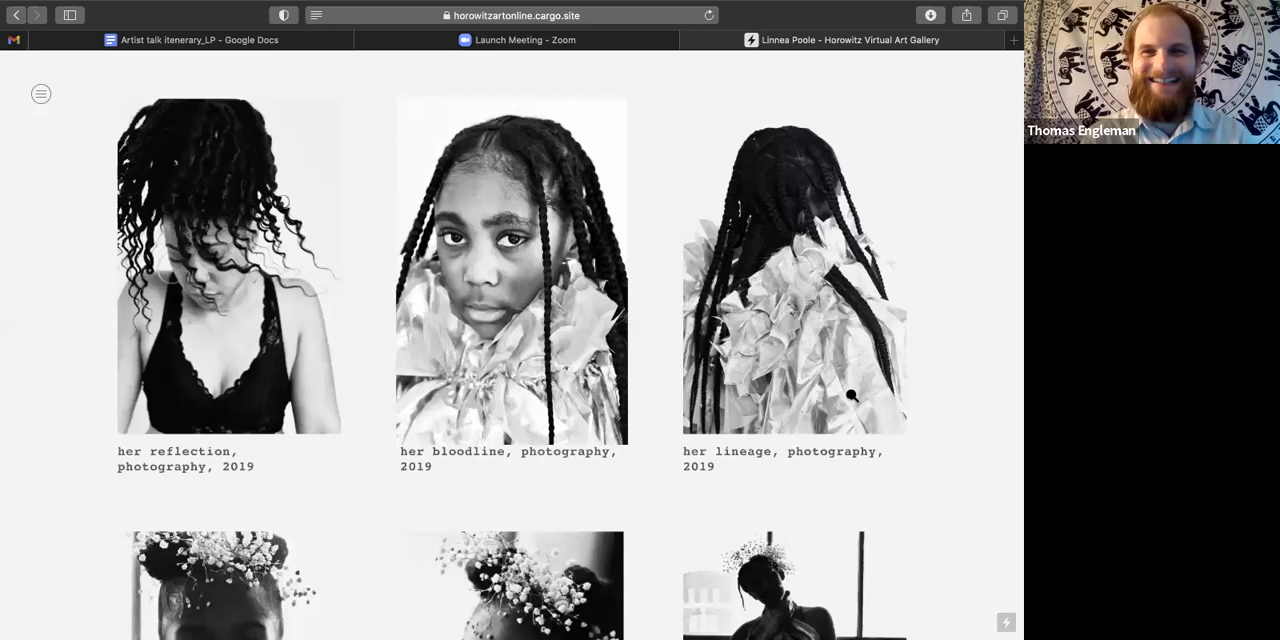 horowitzartonline.cargo.site
Artist talk itenerary_LP - Google Docs
Launch Meeting - Zoom
Linnea Poole - Horowitz Virtual Art Gallery
Thomas Engleman
her reflection,
photography, 2019
her bloodline, photography,
2019
her lineage, photography,
2019